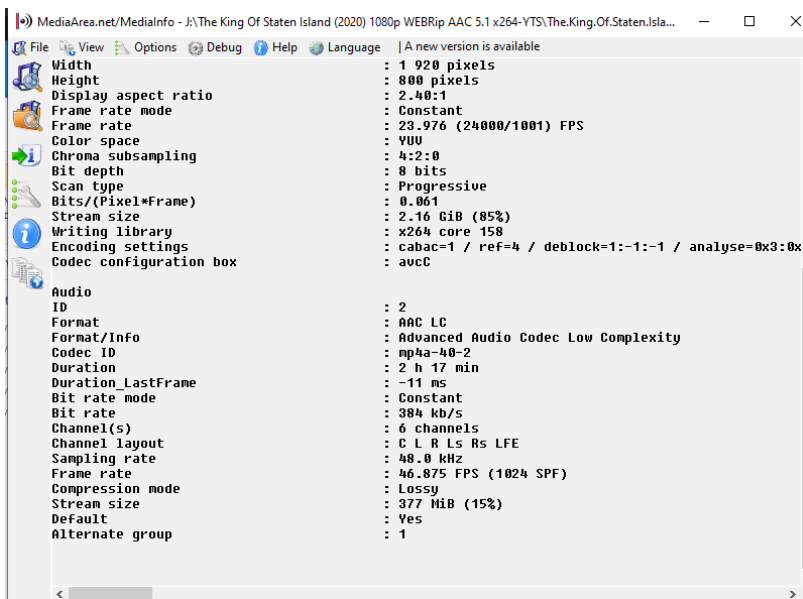 MediaArea.net/MediaInfo - J:\The King Of Staten Island (2020) 1080p WEBRip AAC 5.1 x264-YTS\The.King.Of.Staten.Isla...
File View Options Debug Help Language | A new version is available
Width : 1 920 pixels
Height : 800 pixels
Display aspect ratio : 2.40:1
Frame rate mode : Constant
Frame rate : 23.976 (24000/1001) FPS
Color space : YUV
Chroma subsampling : 4:2:0
Bit depth : 8 bits
Scan type : Progressive
Bits/(Pixel*Frame) : 0.061
Stream size : 2.16 GiB (85%)
Writing library : x264 core 158
Encoding settings : cabac=1 / ref=4 / deblock=1:-1:-1 / analyse=0x3:0x
Codec configuration box : avcC
Audio
ID : 2
Format : AAC LC
Format/Info : Advanced Audio Codec Low Complexity
Codec ID : mp4a-40-2
Duration : 2 h 17 min
Duration_LastFrame : -11 ms
Bit rate mode : Constant
Bit rate : 384 kb/s
Channel(s) : 6 channels
Channel layout : C L R Ls Rs LFE
Sampling rate : 48.0 kHz
Frame rate : 46.875 FPS (1024 SPF)
Compression mode : Lossy
Stream size : 377 MiB (15%)
Default : Yes
Alternate group : 1